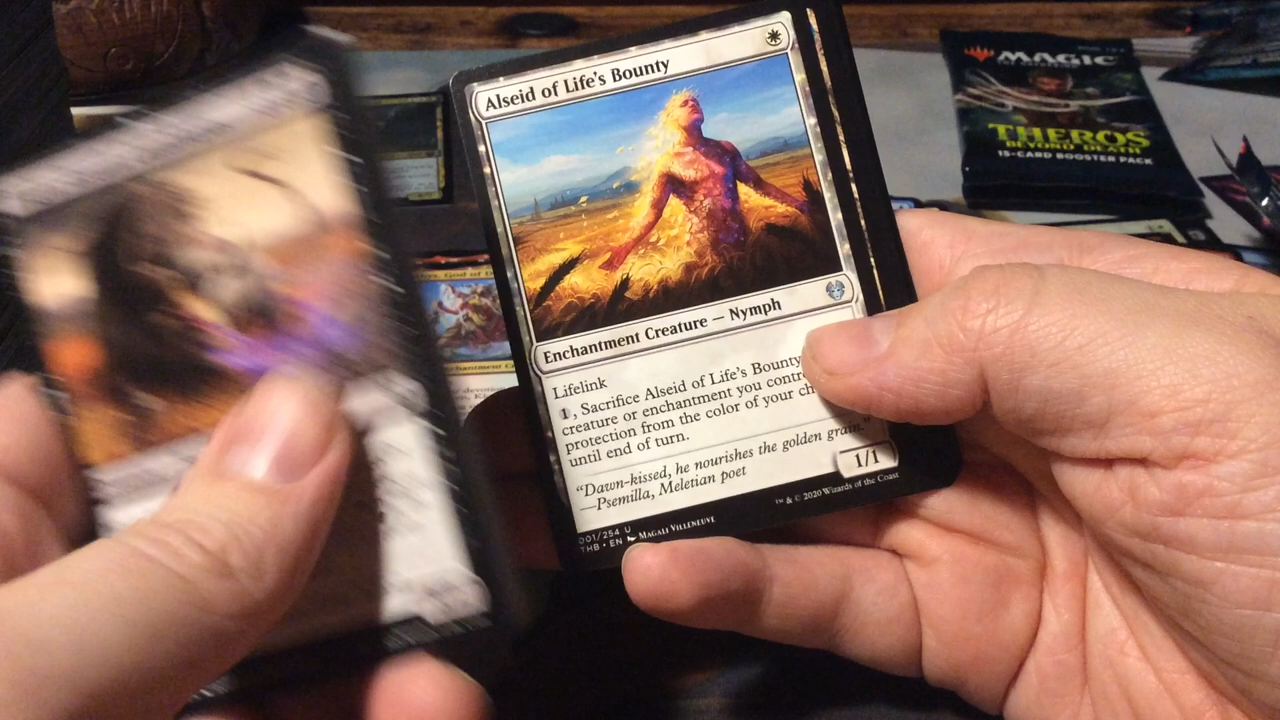 Alseid of Life's Bounty
Enchantment Creature — Nymph
Lifelink
1, Sacrifice Alseid of Life's Bounty
creature or enchantment you contr
protection from the color of your ch
until end of turn.
"Dawn-kissed, he nourishes the golden grain."
—Psemilla, Meletian poet
1/1
001/254 U
THB • EN Magali Villeneuve
™ & © 2020 Wizards of the Coast
MAGIC
THEROS
BEYOND DEATH
15-CARD BOOSTER PACK